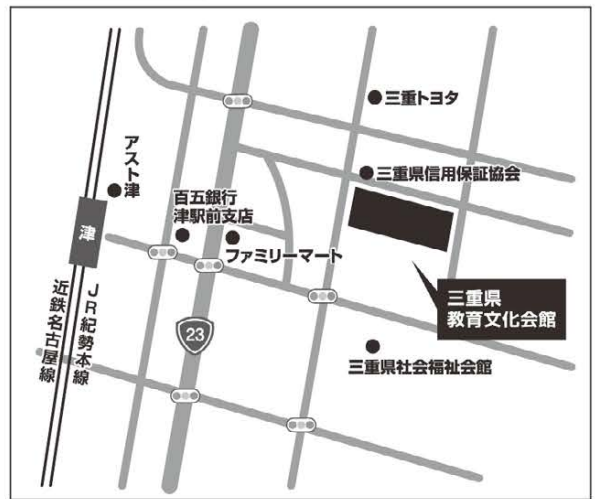 三重トヨタ
アスト津
三重県信用保証協会
百五銀行
津駅前支店
津
ファミリーマート
三重県
教育文化会館
23
JR紀勢本線
近鉄名古屋線
三重県社会福祉会館